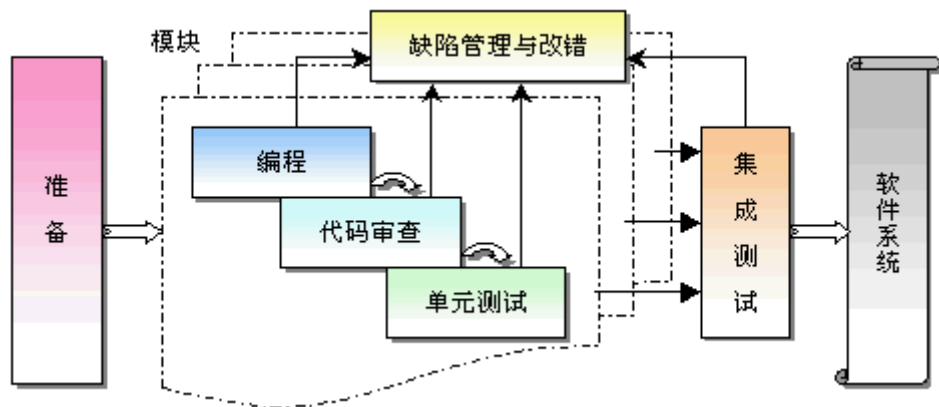 模块
缺陷管理与改错
准备
编程
代码审查
单元测试
集成测试
软件系统